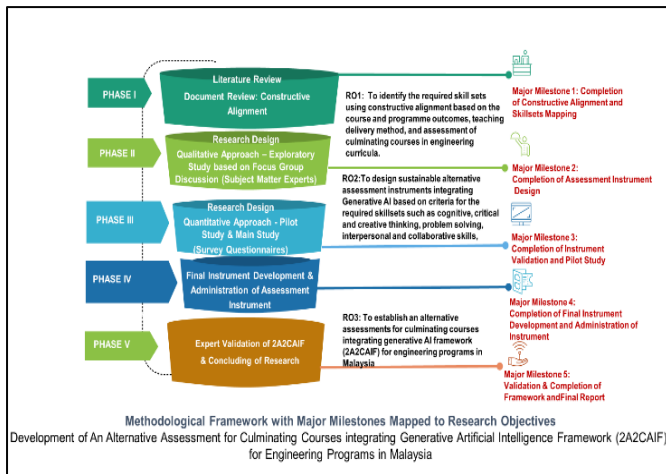 PHASE I
Literature Review
Document Review: Constructive
Alignment
RO1: To identify the required skill sets
using constructive alignment based on the
course and programme outcomes, teaching
delivery method, and assessment of
culminating courses in engineering
curricula.
Major Milestone 1: Completion
of Constructive Alignment and
Skillsets Mapping
PHASE II
Research Design
Qualitative Approach – Exploratory
Study based on Focus Group
Discussion (Subject Matter Experts)
RO2:To design sustainable alternative
assessment instruments integrating
Generative AI based on criteria for the
required skillsets such as cognitive, critical
and creative thinking, problem solving,
interpersonal and collaborative skills,
Major Milestone 2:
Completion of Assessment Instrument
Design
PHASE III
Research Design
Quantitative Approach - Pilot
Study & Main Study
(Survey Questionnaires)
Major Milestone 3:
Completion of Instrument
Validation and Pilot Study
PHASE IV
Final Instrument Development &
Administration of Assessment
Instrument
Major Milestone 4:
Completion of Final Instrument
Development and Administration of
Instrument
PHASE V
Expert Validation of 2A2CAIF
& Concluding of Research
RO3: To establish an alternative
assessments for culminating courses
integrating generative AI framework
(2A2CAIF) for engineering programs in
Malaysia
Major Milestone 5:
Validation & Completion of
Framework andFinal Report
Methodological Framework with Major Milestones Mapped to Research Objectives
Development of An Alternative Assessment for Culminating Courses integrating Generative Artificial Intelligence Framework (2A2CAIF)
for Engineering Programs in Malaysia